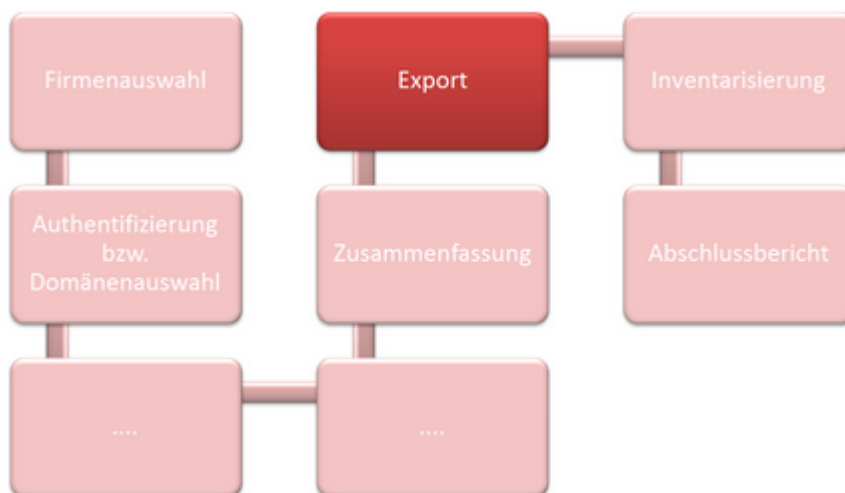 Firmenauswahl
Export
Inventarisierung
Authentifizierung
bzw.
Domänenauswahl
Zusammenfassung
Abschlussbericht
....
....